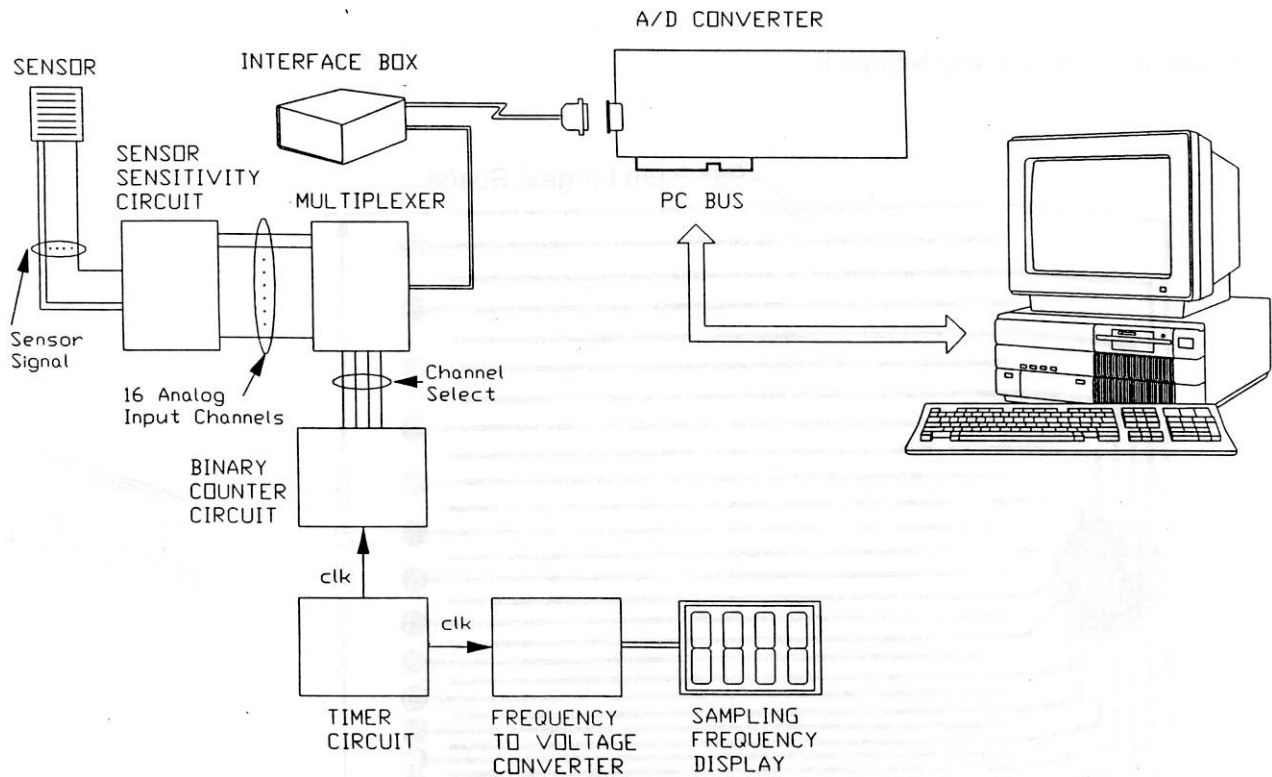 A/D CONVERTER
SENSOR
INTERFACE BOX
SENSOR
SENSITIVITY
CIRCUIT
MULTIPLEXER
PC BUS
Sensor
Signal
16 Analog
Input Channels
Channel
Select
BINARY
COUNTER
CIRCUIT
clk
clk
TIMER
CIRCUIT
FREQUENCY
TO VOLTAGE
CONVERTER
SAMPLING
FREQUENCY
DISPLAY